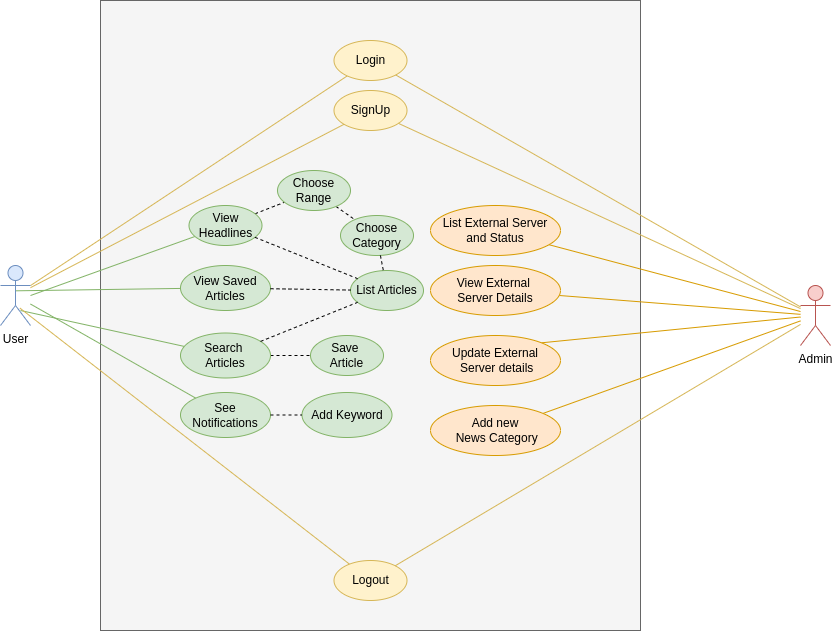 Login
SignUp
Choose
Range
View
Headlines
Choose
Category
List External Server
and Status
View Saved
Articles
List Articles
View External
Server Details
User
Admin
Search
Articles
Save
Article
Update External
Server details
See
Notifications
Add Keyword
Add new
News Category
Logout